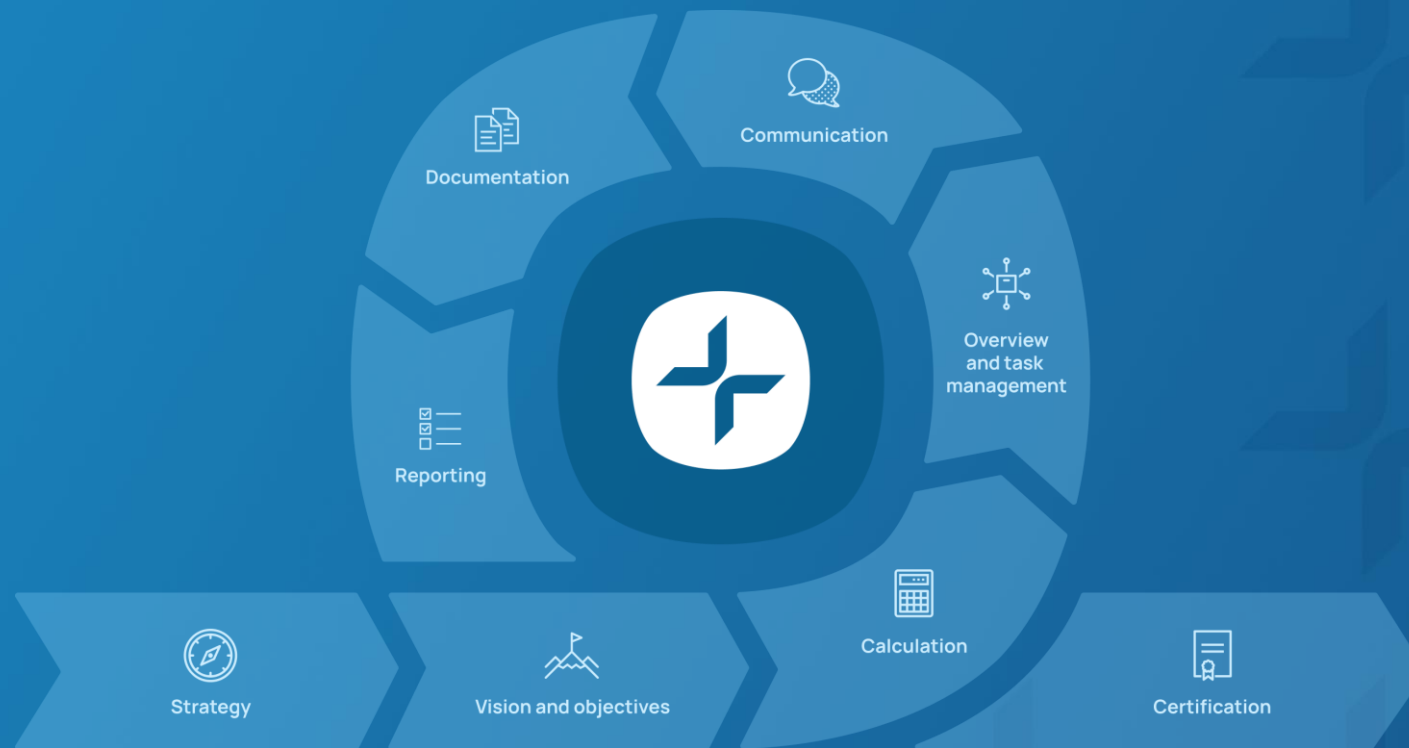 Communication
Documentation
Overview
and task
management
Reporting
Calculation
Strategy
Vision and objectives
Certification